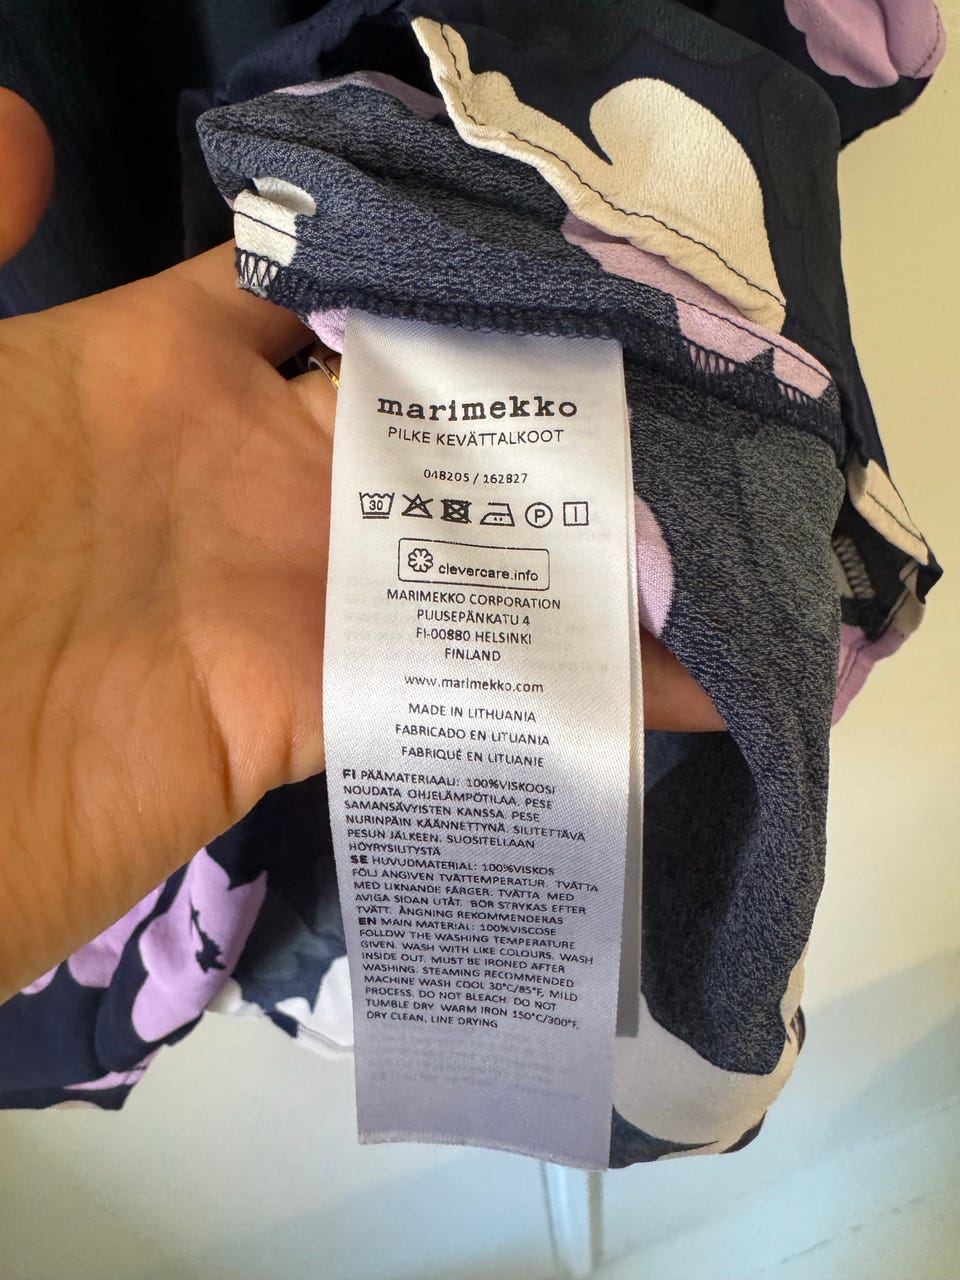 marimekko
PILKE KEVÄTTALKOOT
048205 / 162827
30 P
clevercare.info
MARIMEKKO CORPORATION
PUUSEPÄNKATU 4
FI-00880 HELSINKI
FINLAND
www.marimekko.com
MADE IN LITHUANIA
FABRICADO EN LITUANIA
FABRIQUÉ EN LITUANIE
FI PÄÄMATERIAALI: 100%VISKOOSI
NOUDATA OHJELÄMPÖTILAA. PESE
SAMANSÄVYISTEN KANSSA. PESE
NURINPÄIN KÄÄNNETTYNÄ. SILITETTÄVÄ
PESUN JÄLKEEN. SUOSITELLAAN
HÖYRYSILITYSTÄ
SE HUVUDMATERIAL: 100%VISKOS
FÖLJ ANGIVEN TVÄTTEMPERATUR. TVÄTTA
MED LIKNANDE FÄRGER. TVÄTTA MED
AVIGA SIDAN UTÅT. BÖR STRYKAS EFTER
TVÄTT. ÅNGNING REKOMMENDERAS
EN MAIN MATERIAL: 100%VISCOSE
FOLLOW THE WASHING TEMPERATURE
GIVEN. WASH WITH LIKE COLOURS. WASH
INSIDE OUT. MUST BE IRONED AFTER
WASHING. STEAMING RECOMMENDED
MACHINE WASH COOL 30°C/85°F, MILD
PROCESS. DO NOT BLEACH. DO NOT
TUMBLE DRY. WARM IRON 150°C/300°F.
DRY CLEAN. LINE DRYING